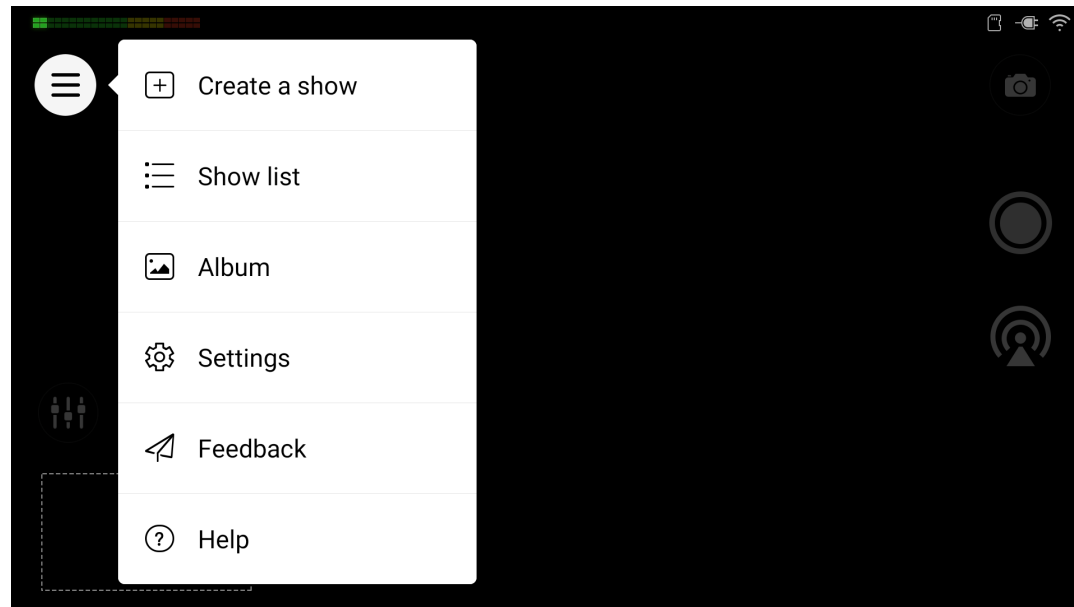 Create a show
Show list
Album
Settings
Feedback
Help